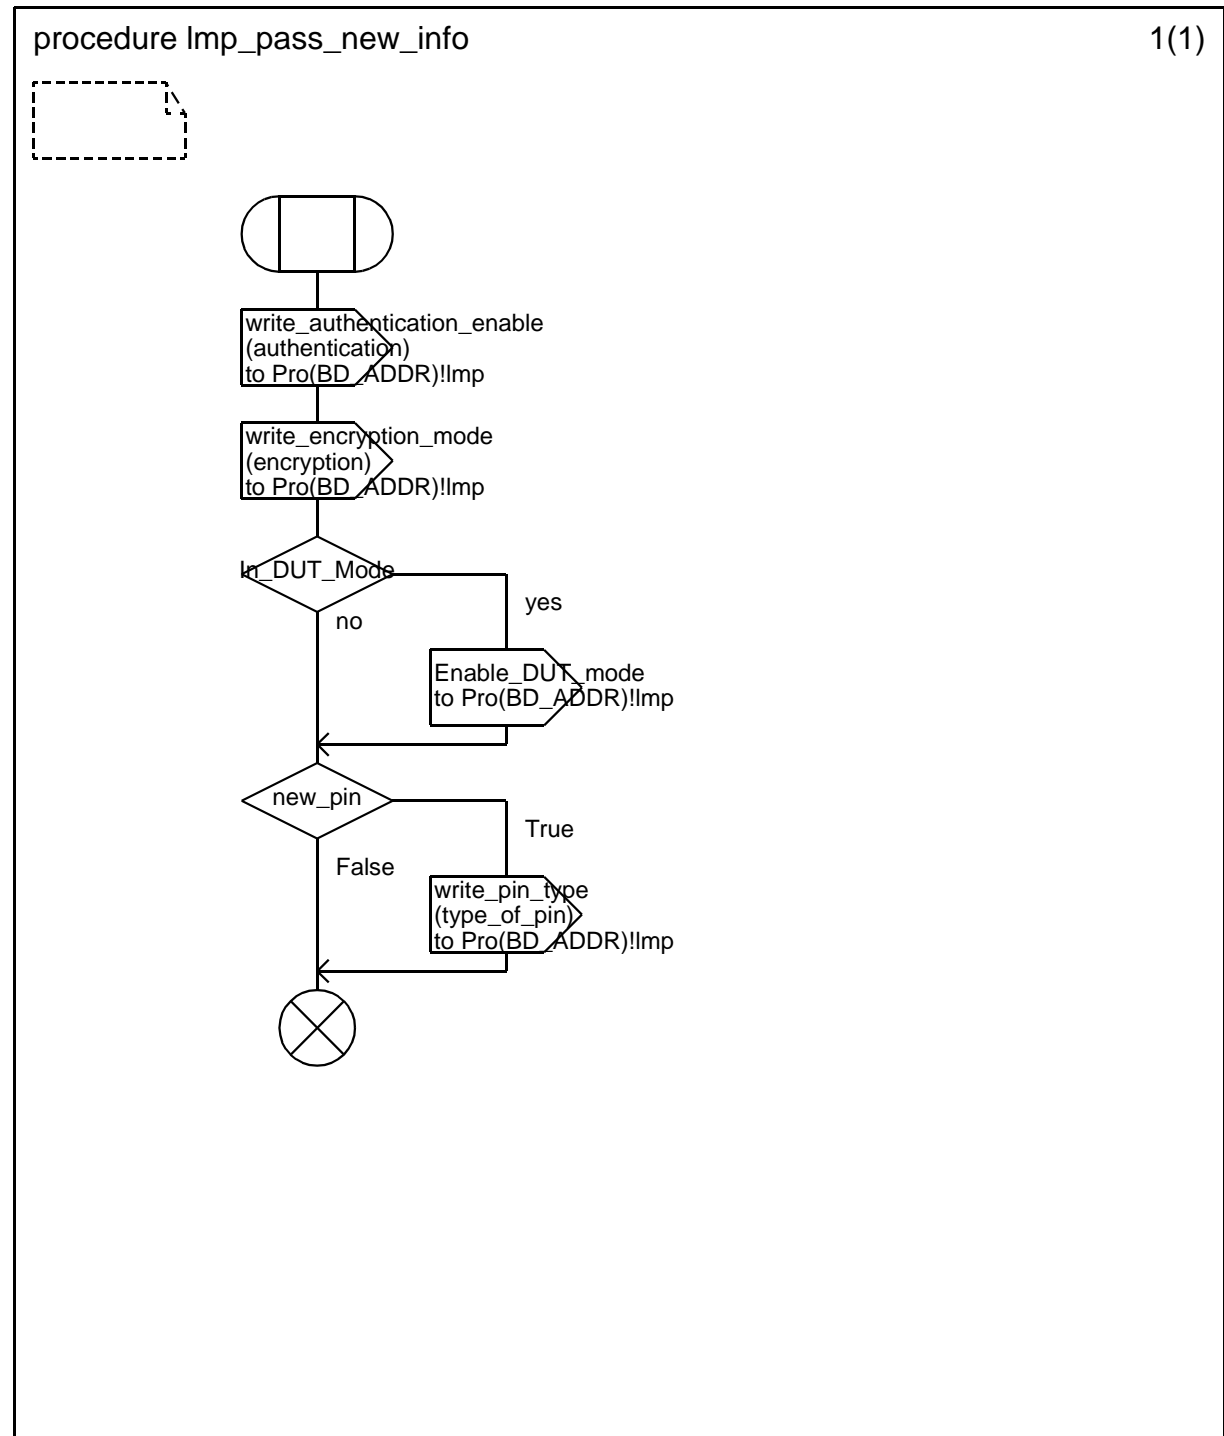 procedure lmp_pass_new_info
1(1)
write_authentication_enable
(authentication)
to Pro(BD_ADDR)!lmp
write_encryption_mode
(encryption)
to Pro(BD_ADDR)!lmp
In_DUT_Mode
yes
no
Enable_DUT_mode
to Pro(BD_ADDR)!lmp
new_pin
True
False
write_pin_type
(type_of_pin)
to Pro(BD_ADDR)!lmp